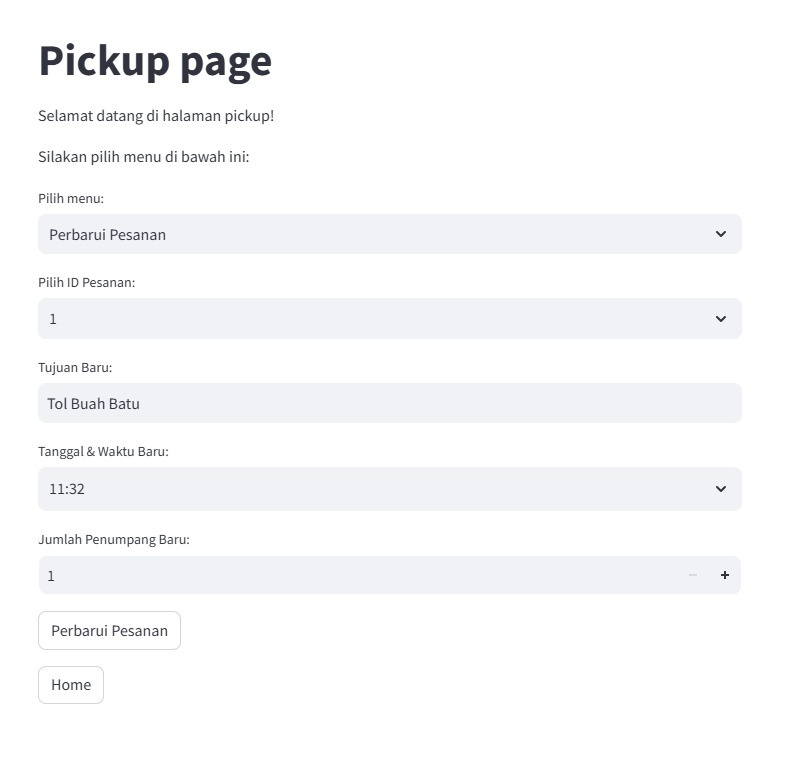 Pickup page
Selamat datang di halaman pickup!
Silakan pilih menu di bawah ini:
Pilih menu:
Perbarui Pesanan
Pilih ID Pesanan:
1
Tujuan Baru:
Tol Buah Batu
Tanggal & Waktu Baru:
11:32
Jumlah Penumpang Baru:
1
Perbarui Pesanan
Home